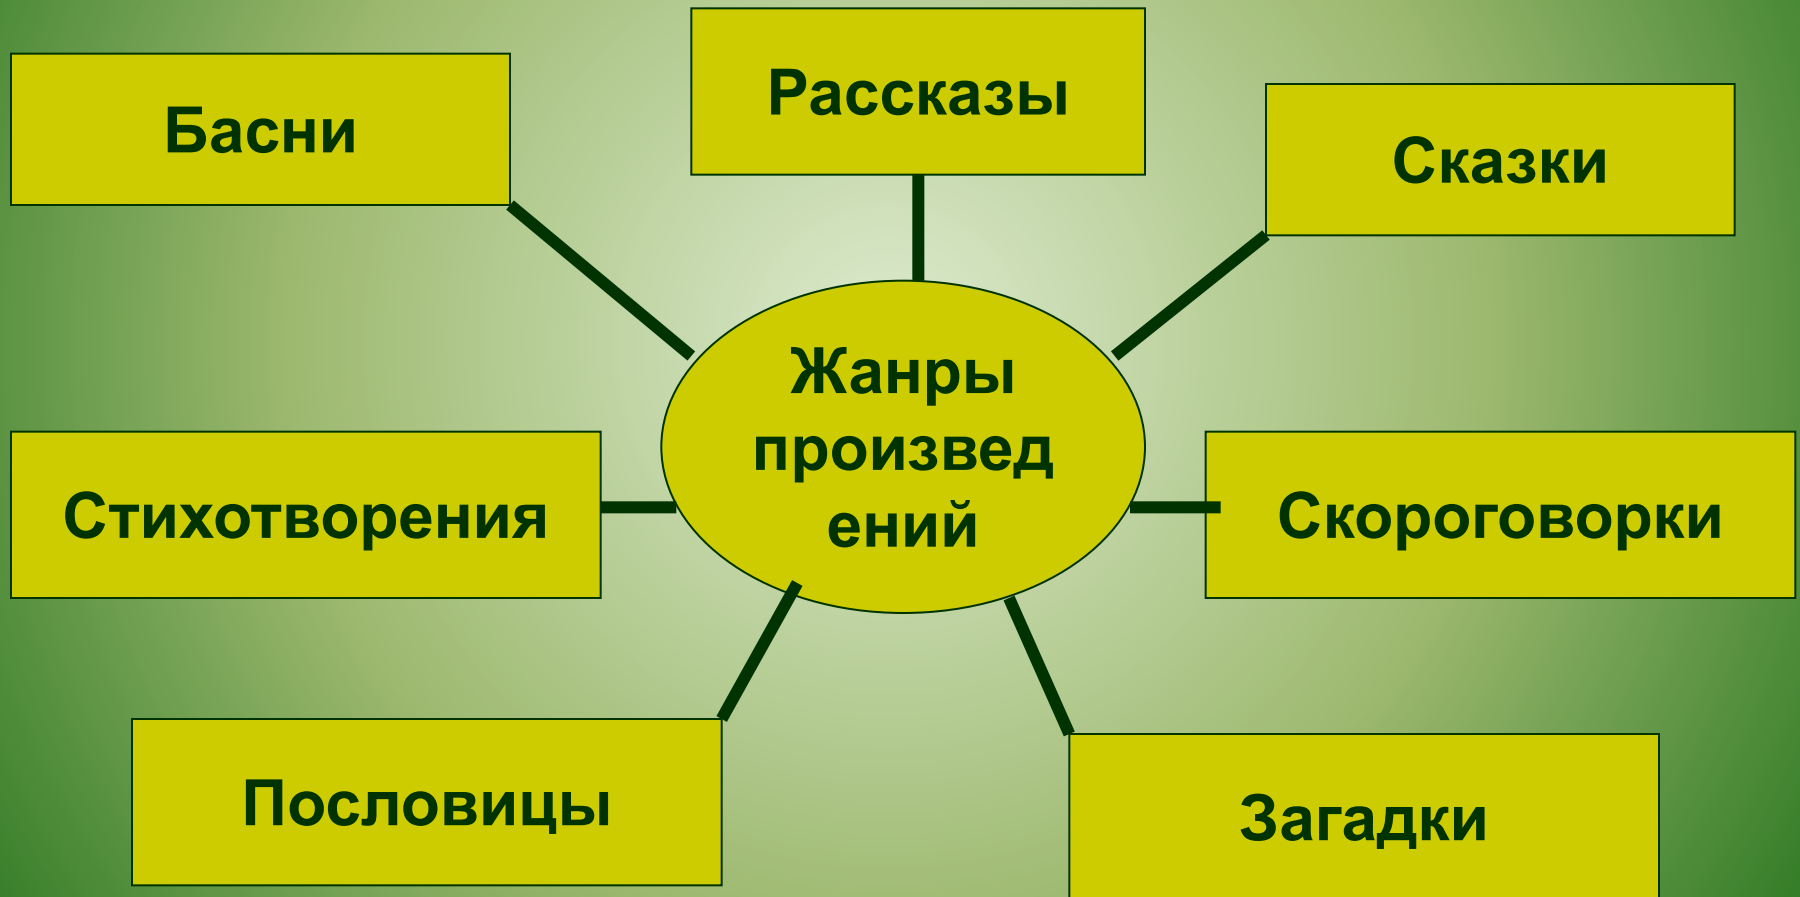 Рассказы
Басни
Сказки
Жанры
произвед
ений
Стихотворения
Скороговорки
Пословицы
Загадки